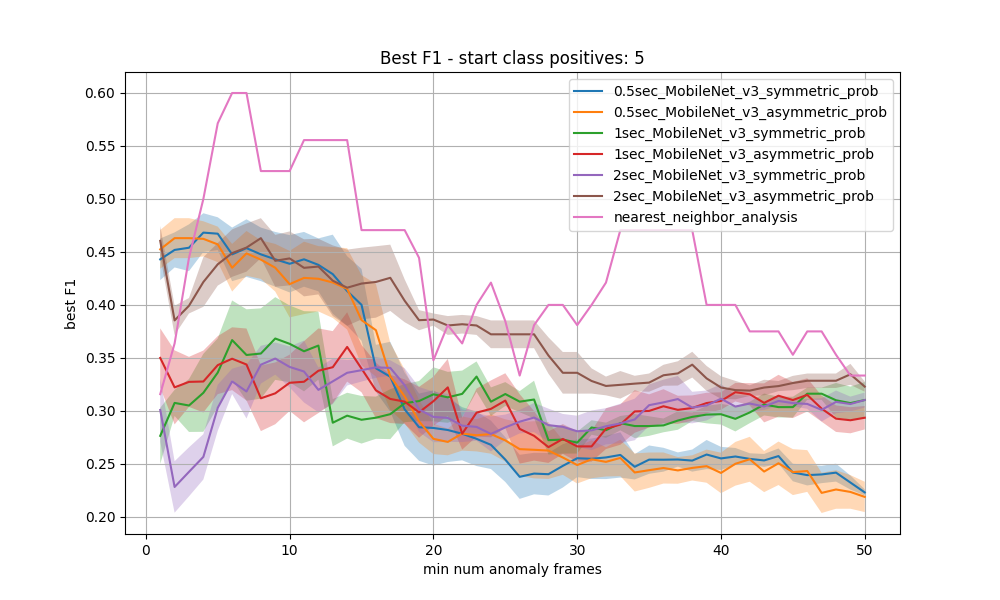 Best F1 - start class positives: 5
0.60
0.55
0.50
0.45
0.40
0.35
0.30
0.25
0.20
best F1
0.5sec_MobileNet_v3_symmetric_prob
0.5sec_MobileNet_v3_asymmetric_prob
1sec_MobileNet_v3_symmetric_prob
1sec_MobileNet_v3_asymmetric_prob
2sec_MobileNet_v3_symmetric_prob
2sec_MobileNet_v3_asymmetric_prob
nearest_neighbor_analysis
0 10 20 30 40 50
min num anomaly frames